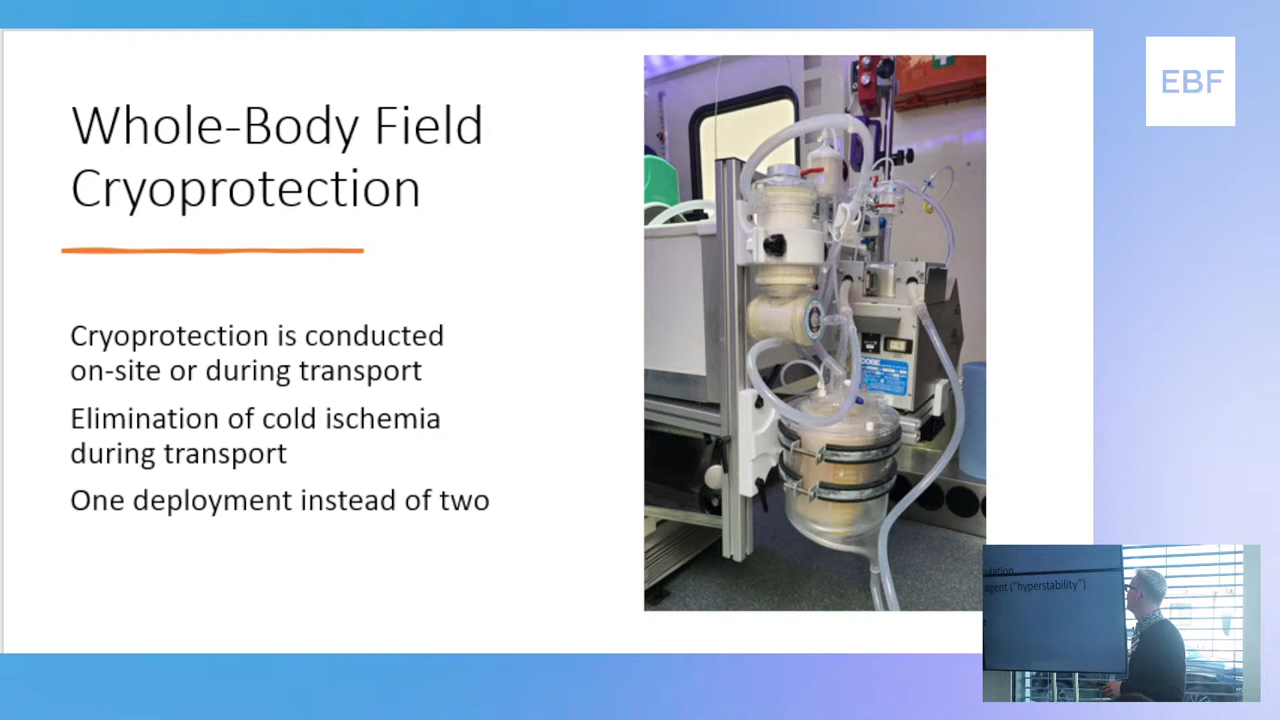 Whole-Body Field
Cryoprotection
Cryoprotection is conducted
on-site or during transport
Elimination of cold ischemia
during transport
One deployment instead of two
EBF
COBE
agent ("hyperstability")